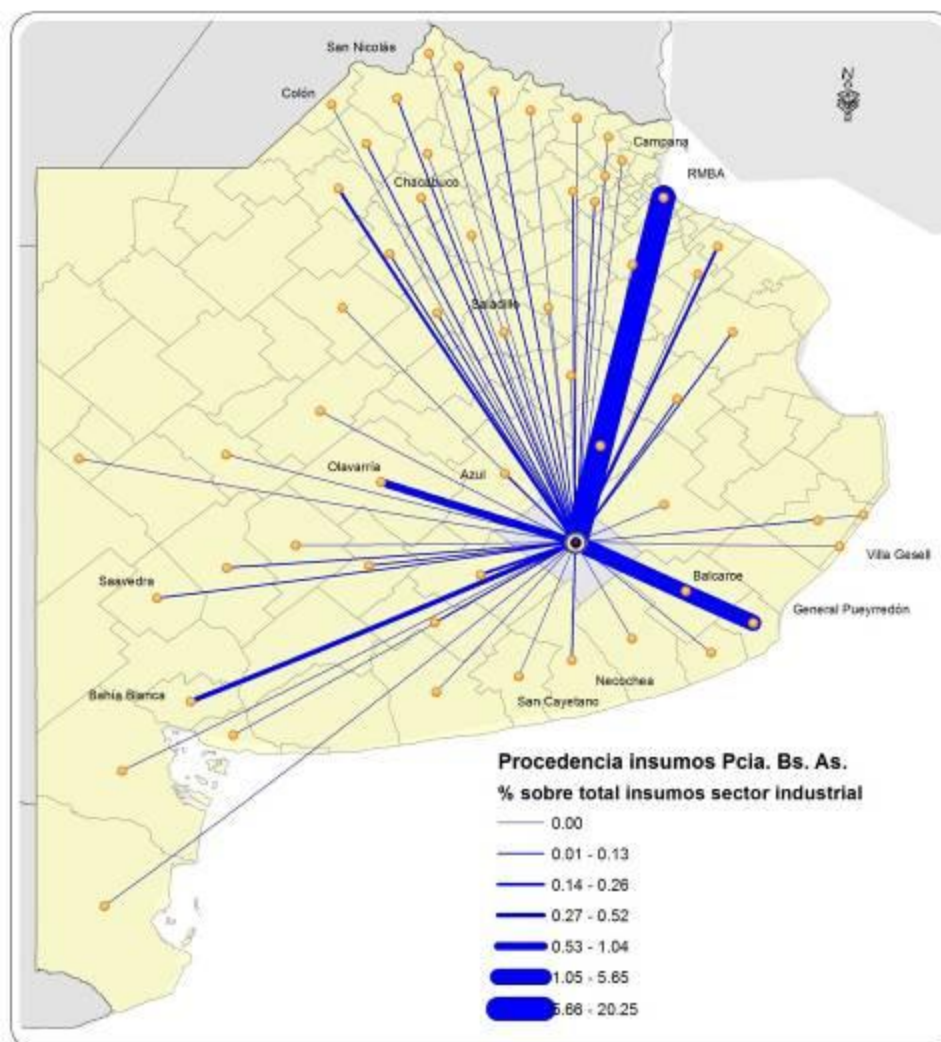 San Nicolás
Colón
Campana
RMBA
Chacabuco
Saladillo
Olavarría
Azul
Villa Gesell
Saavedra
Balcarce
General Pueyrredón
Necochea
Bahía Blanca
San Cayetano
Procedencia insumos Pcia. Bs. As.
% sobre total insumos sector industrial
0.00
0.01 - 0.13
0.14 - 0.26
0.27 - 0.52
0.53 - 1.04
1.05 - 5.65
5.66 - 20.25